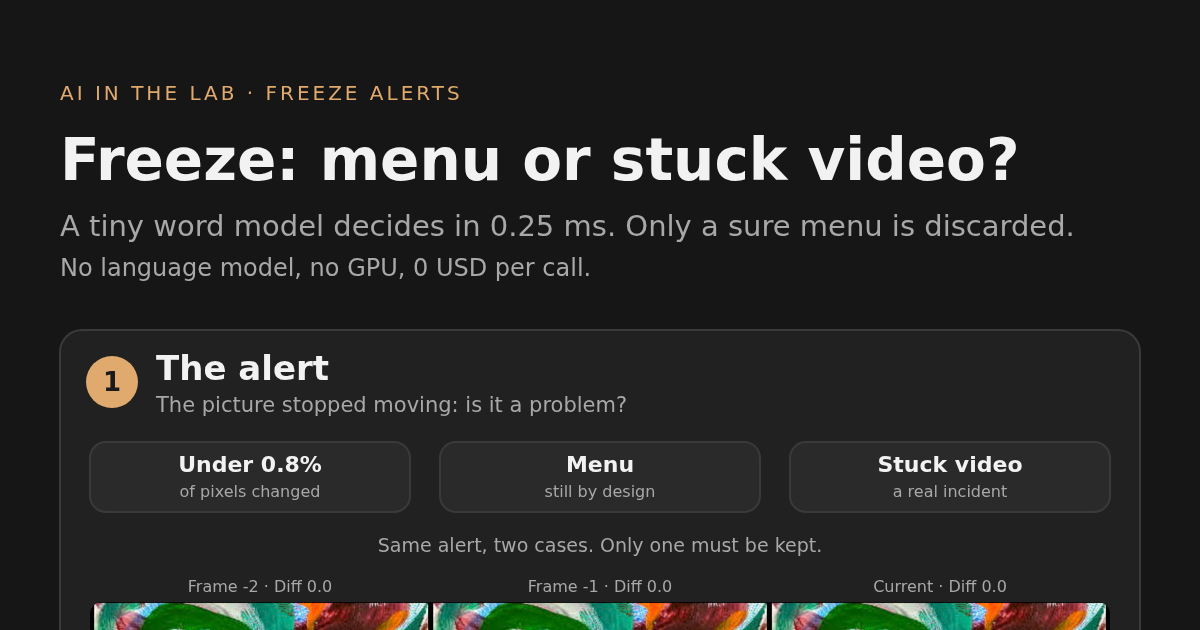 AI IN THE LAB · FREEZE ALERTS
Freeze: menu or stuck video?
A tiny word model decides in 0.25 ms. Only a sure menu is discarded.
No language model, no GPU, 0 USD per call.
1
The alert
The picture stopped moving: is it a problem?
Under 0.8%
of pixels changed
Menu
still by design
Stuck video
a real incident
Same alert, two cases. Only one must be kept.
Frame -2 · Diff 0.0
Frame -1 · Diff 0.0
Current · Diff 0.0